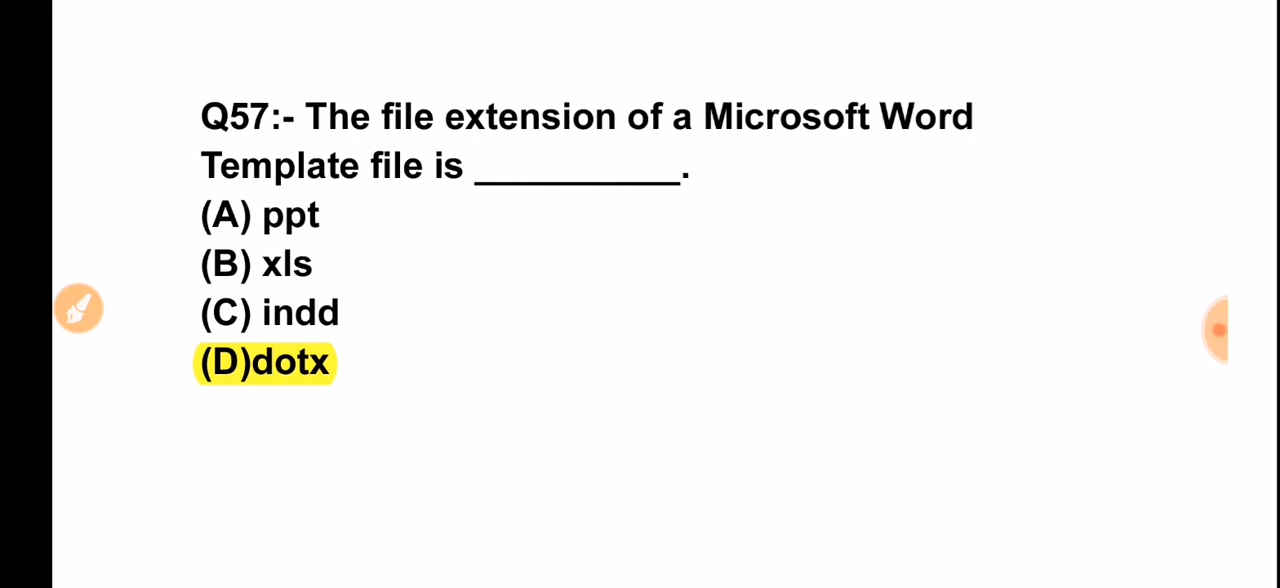 Q57:- The file extension of a Microsoft Word
Template file is __________.
(A) ppt
(B) xls
(C) indd
(D)dotx